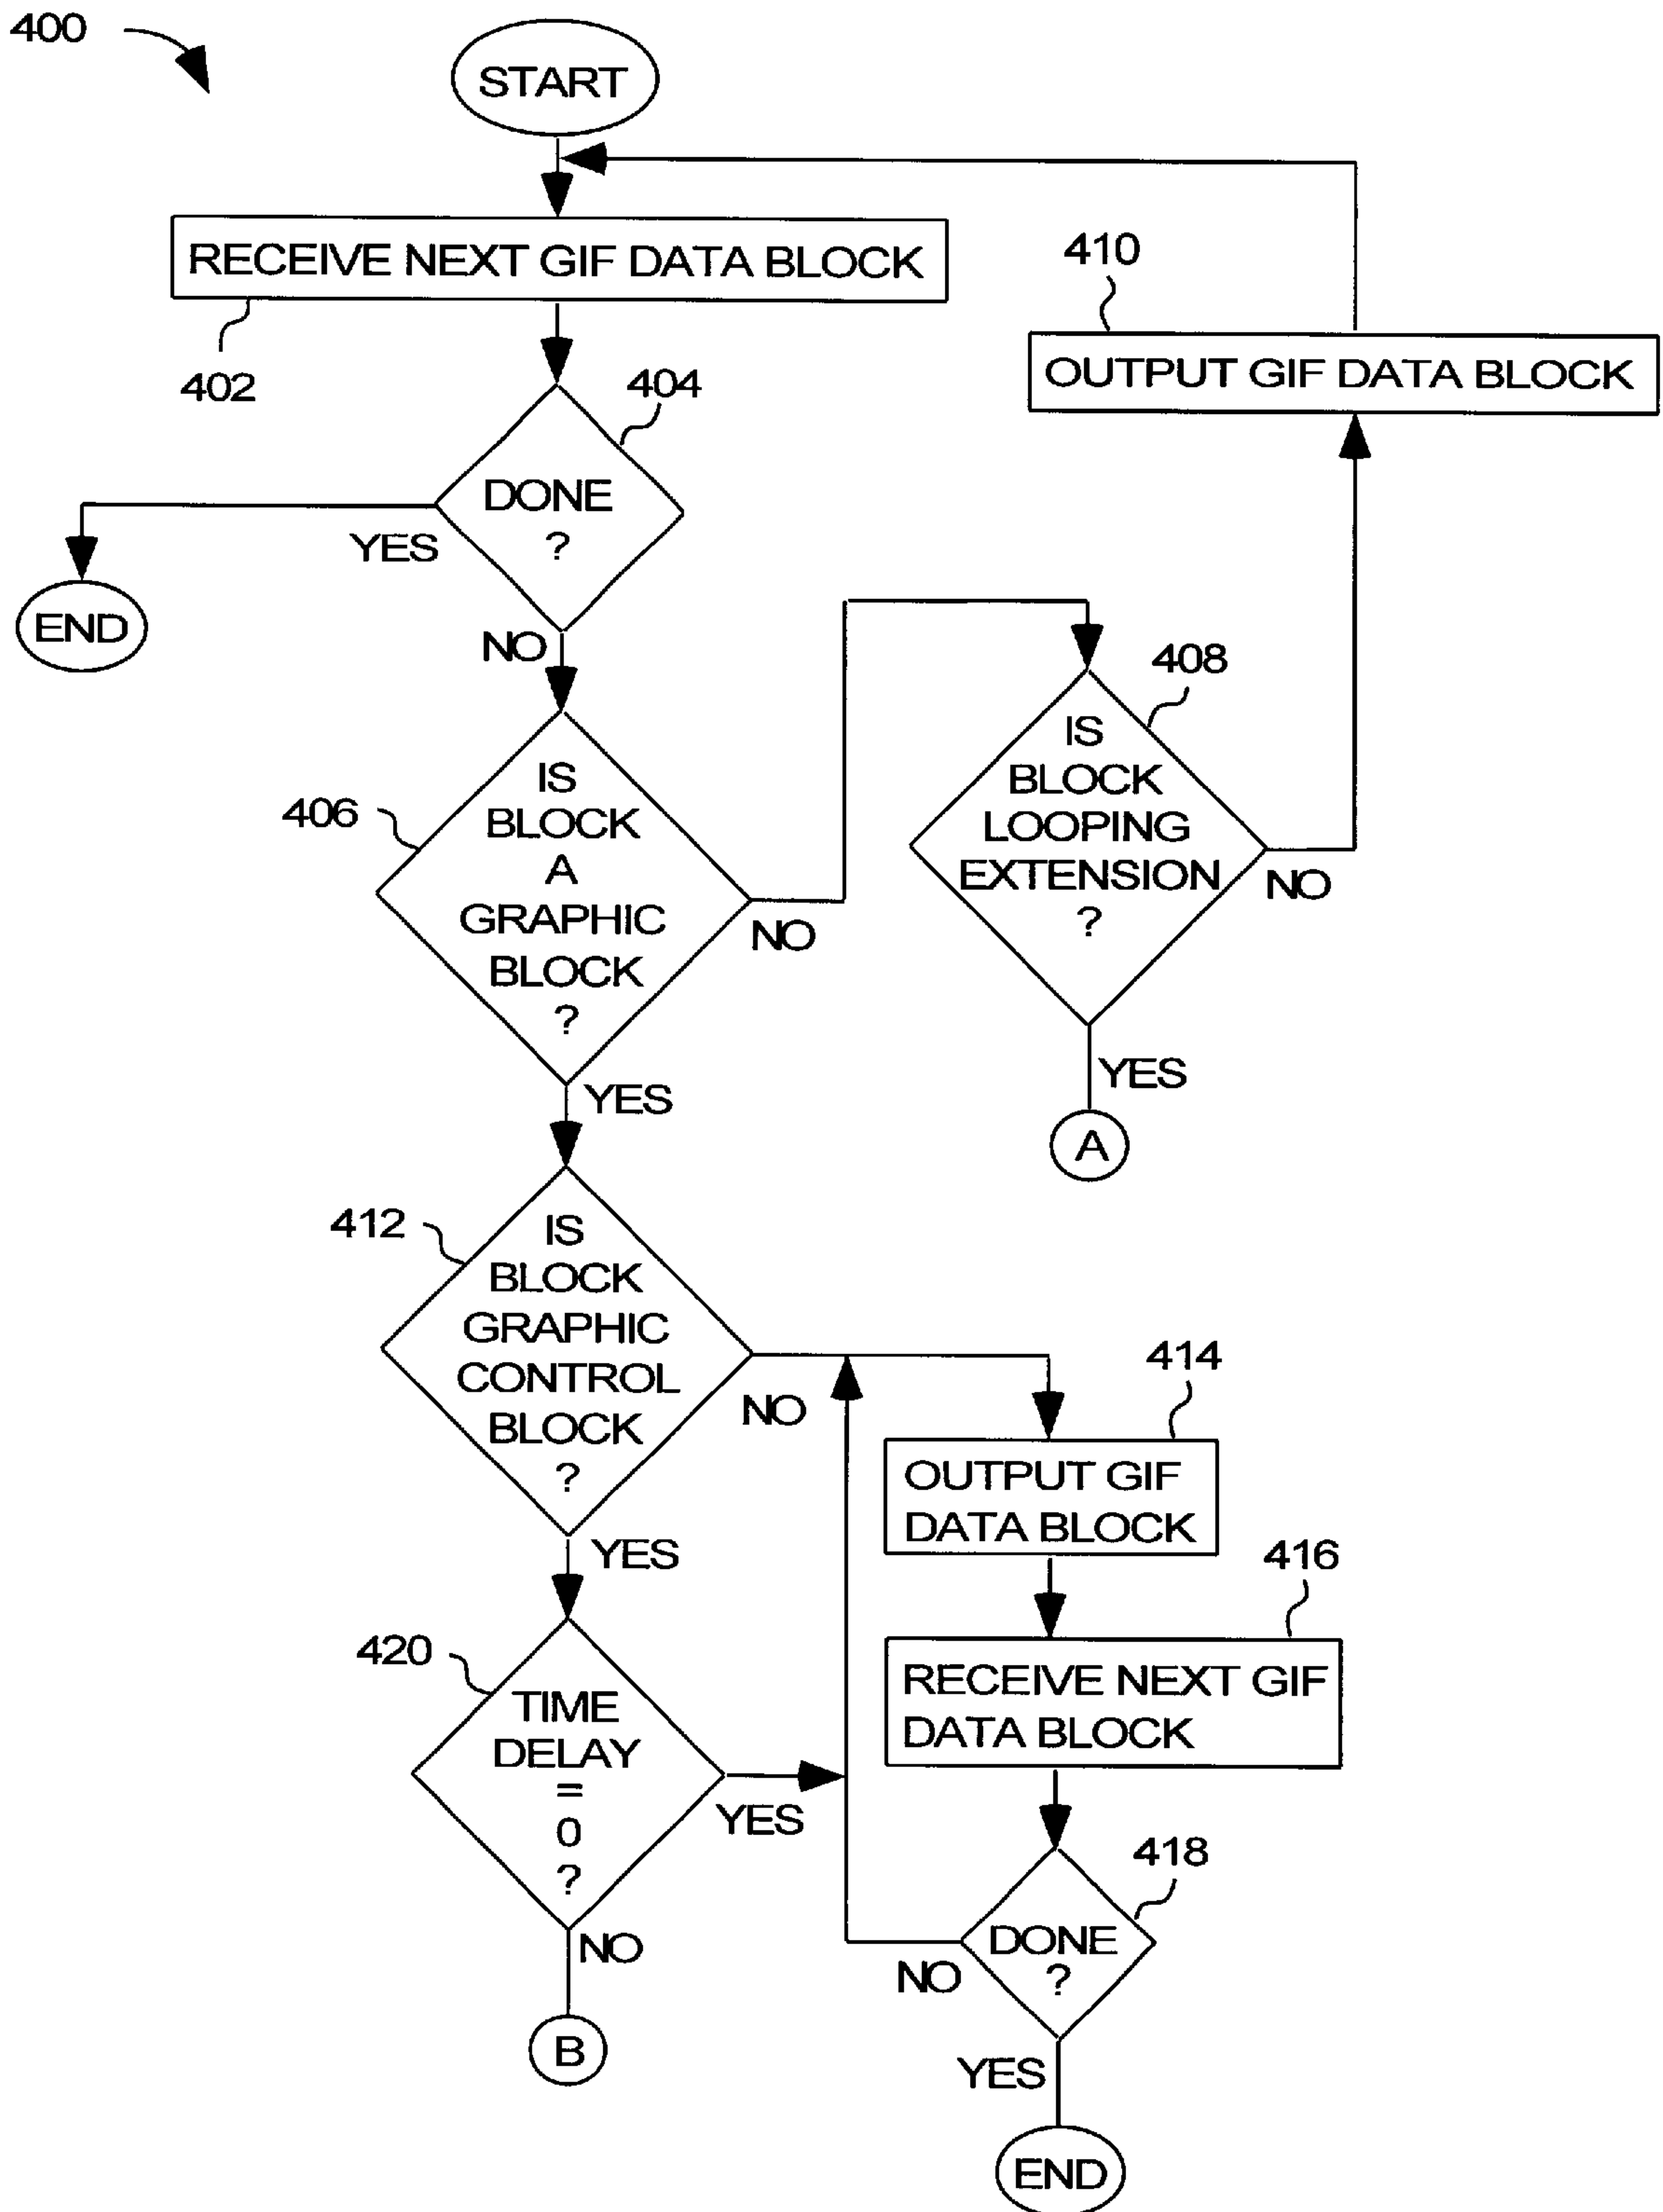 400
START
RECEIVE NEXT GIF DATA BLOCK
402
410
OUTPUT GIF DATA BLOCK
404
DONE
?
YES
END
NO
408
IS
BLOCK
LOOPING
EXTENSION
?
NO
YES
A
406
IS
BLOCK
A
GRAPHIC
BLOCK
?
NO
YES
412
IS
BLOCK
GRAPHIC
CONTROL
BLOCK
?
NO
YES
414
OUTPUT GIF
DATA BLOCK
416
RECEIVE NEXT GIF
DATA BLOCK
420
TIME
DELAY
=
0
?
YES
NO
B
418
DONE
?
NO
YES
END